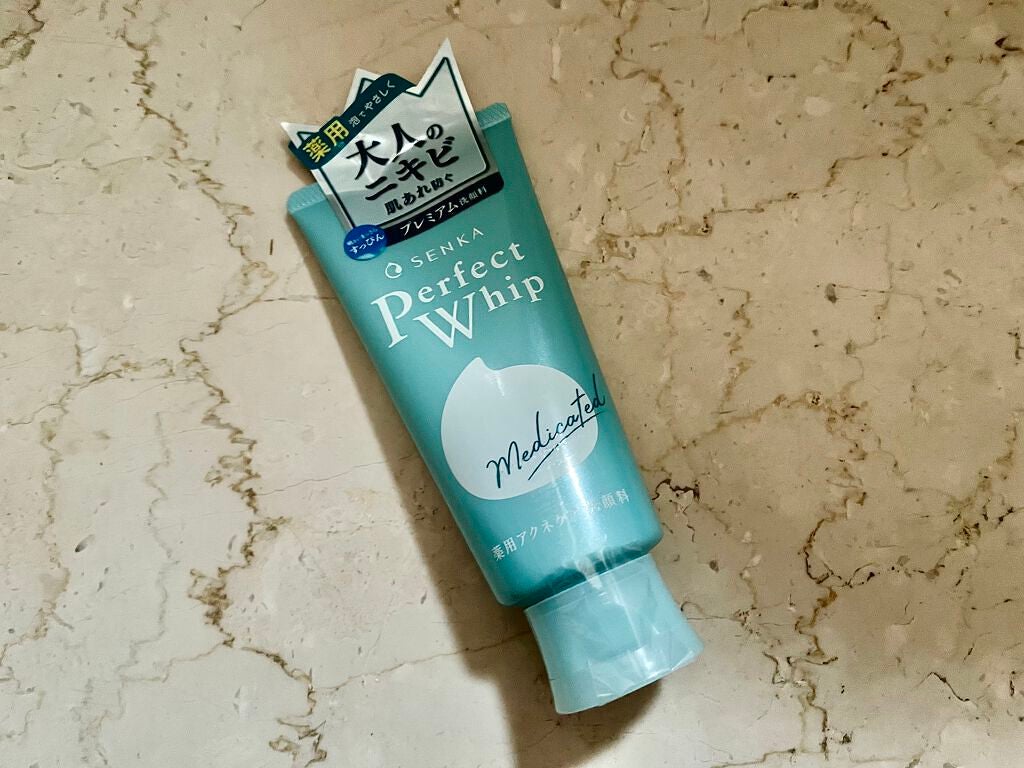 薬用 泡でやさしく
大人の
ニキビ
肌あれ防ぐ
プレミアム洗顔料
すっぴん
SENKA
Perfect
Whip
Medicated
薬用アクネケア洗顔料